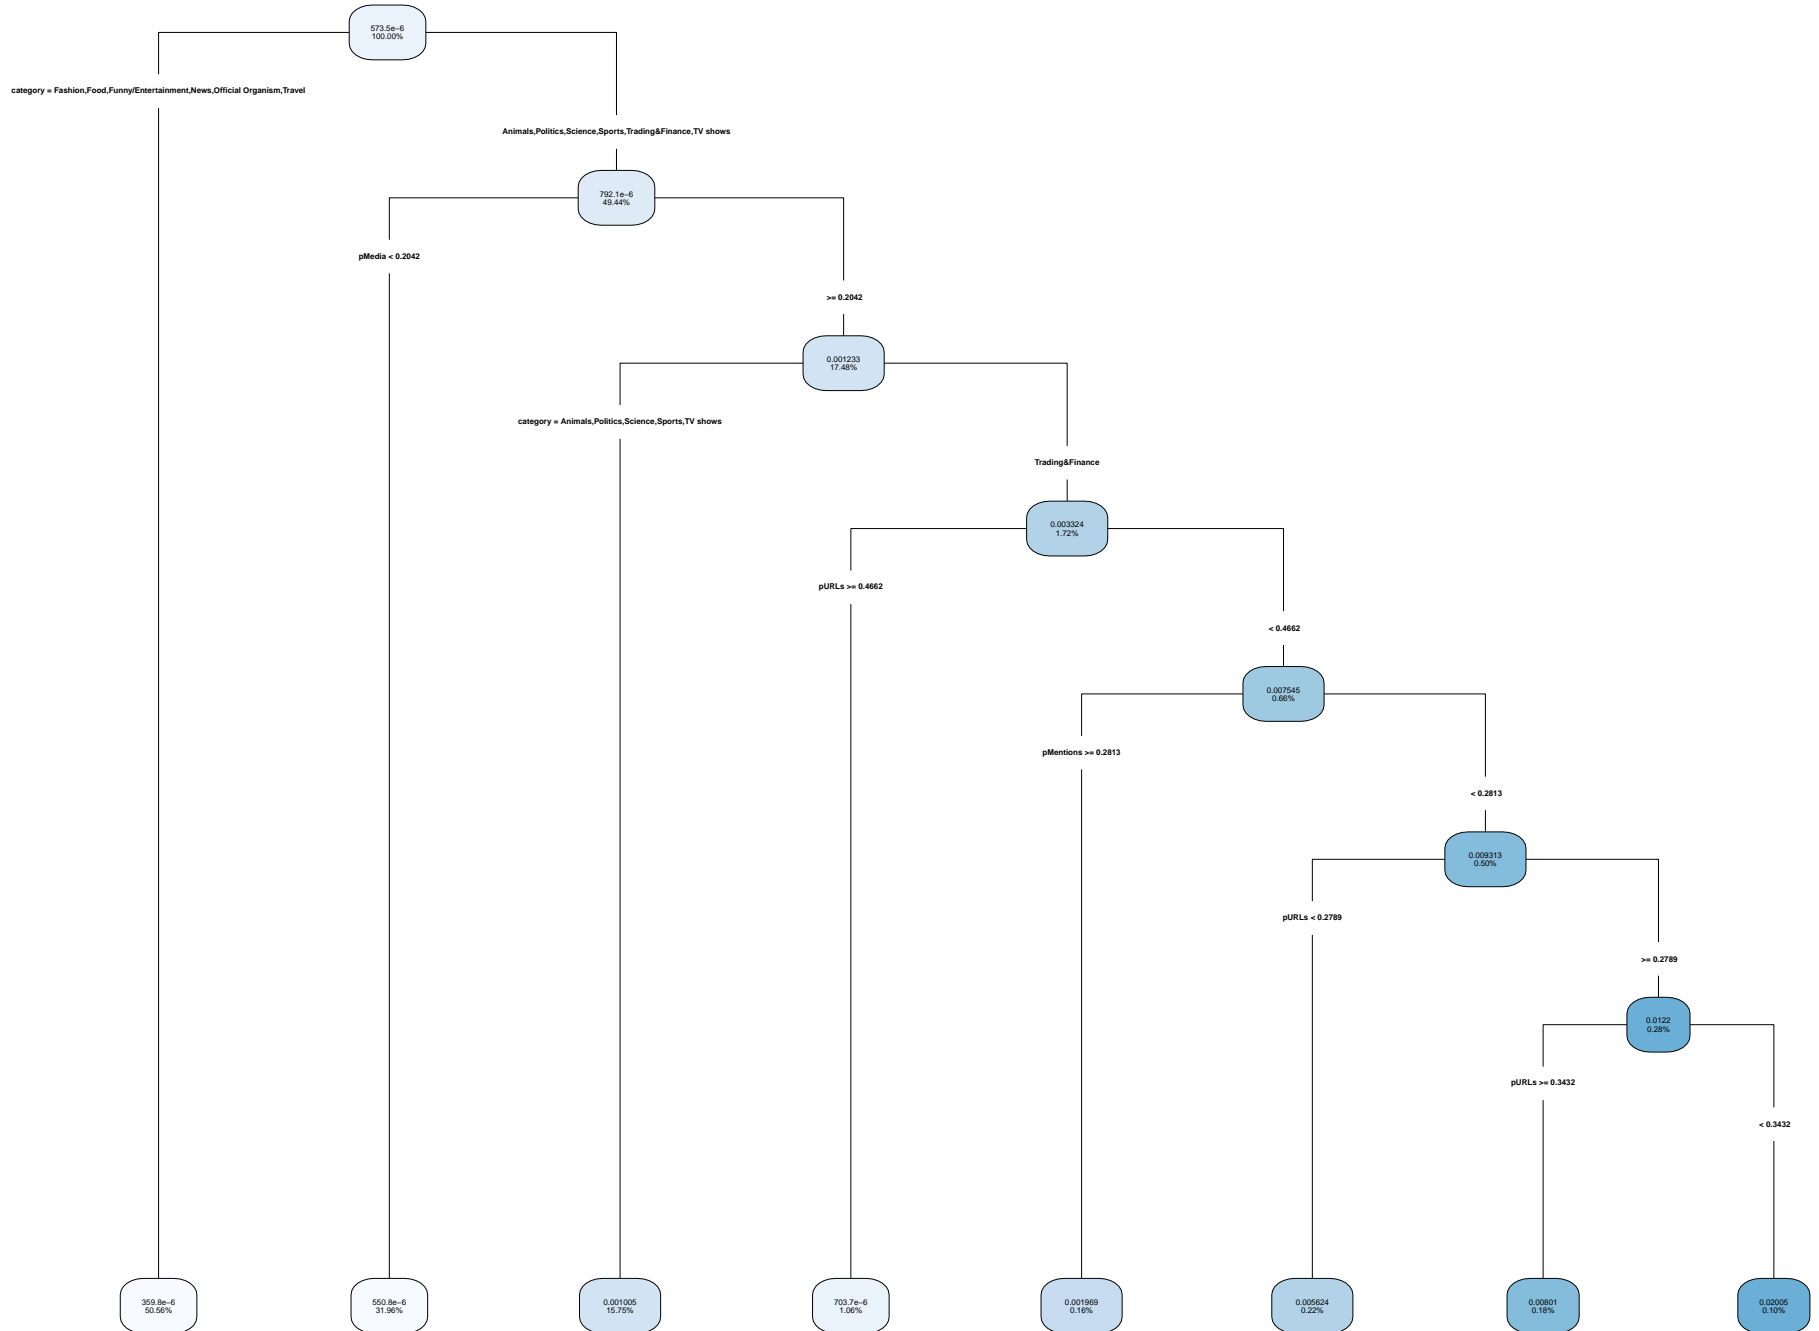 573.5e−6
100.00%
category = Fashion,Food,Funny/Entertainment,News,Official Organism,Travel
Animals,Politics,Science,Sports,Trading&Finance,TV shows
792.1e−6
49.44%
pMedia < 0.2042
>= 0.2042
0.001233
17.48%
category = Animals,Politics,Science,Sports,TV shows
Trading&Finance
0.003324
1.72%
pURLs >= 0.4662
< 0.4662
0.007545
0.66%
pMentions >= 0.2813
< 0.2813
0.009313
0.50%
pURLs < 0.2789
>= 0.2789
0.0122
0.28%
pURLs >= 0.3432
< 0.3432
359.8e−6
50.56%
550.8e−6
31.96%
0.001005
15.75%
703.7e−6
1.06%
0.001969
0.16%
0.005624
0.22%
0.00801
0.18%
0.02005
0.10%